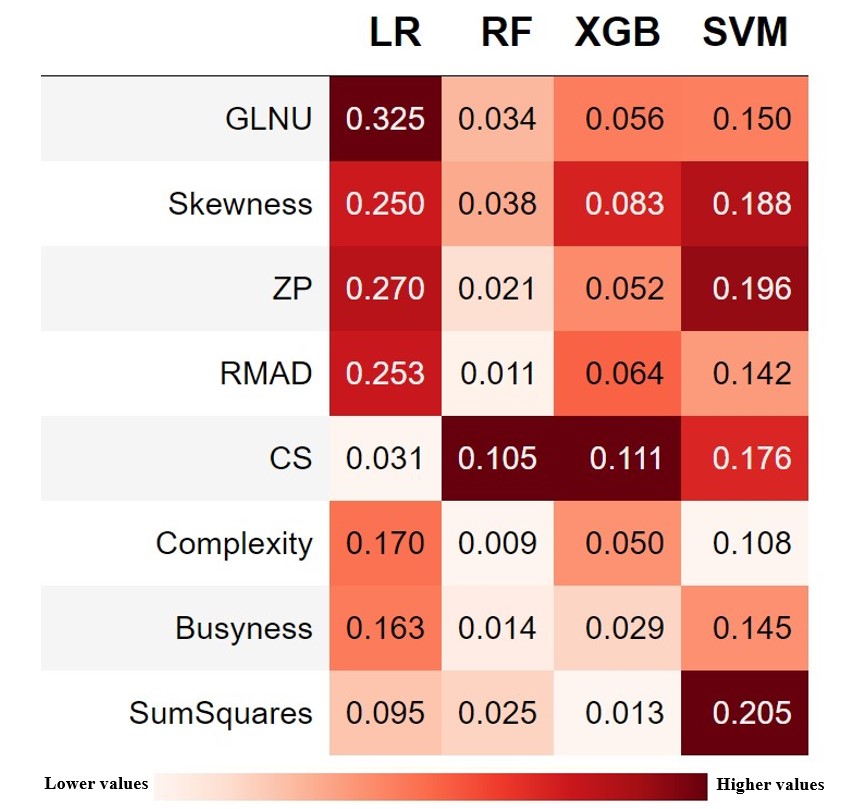 LR RF XGB SVM
GLNU 0.325 0.034 0.056 0.150
Skewness 0.250 0.038 0.083 0.188
ZP 0.270 0.021 0.052 0.196
RMAD 0.253 0.011 0.064 0.142
CS 0.031 0.105 0.111 0.176
Complexity 0.170 0.009 0.050 0.108
Busyness 0.163 0.014 0.029 0.145
SumSquares 0.095 0.025 0.013 0.205
Lower values Higher values